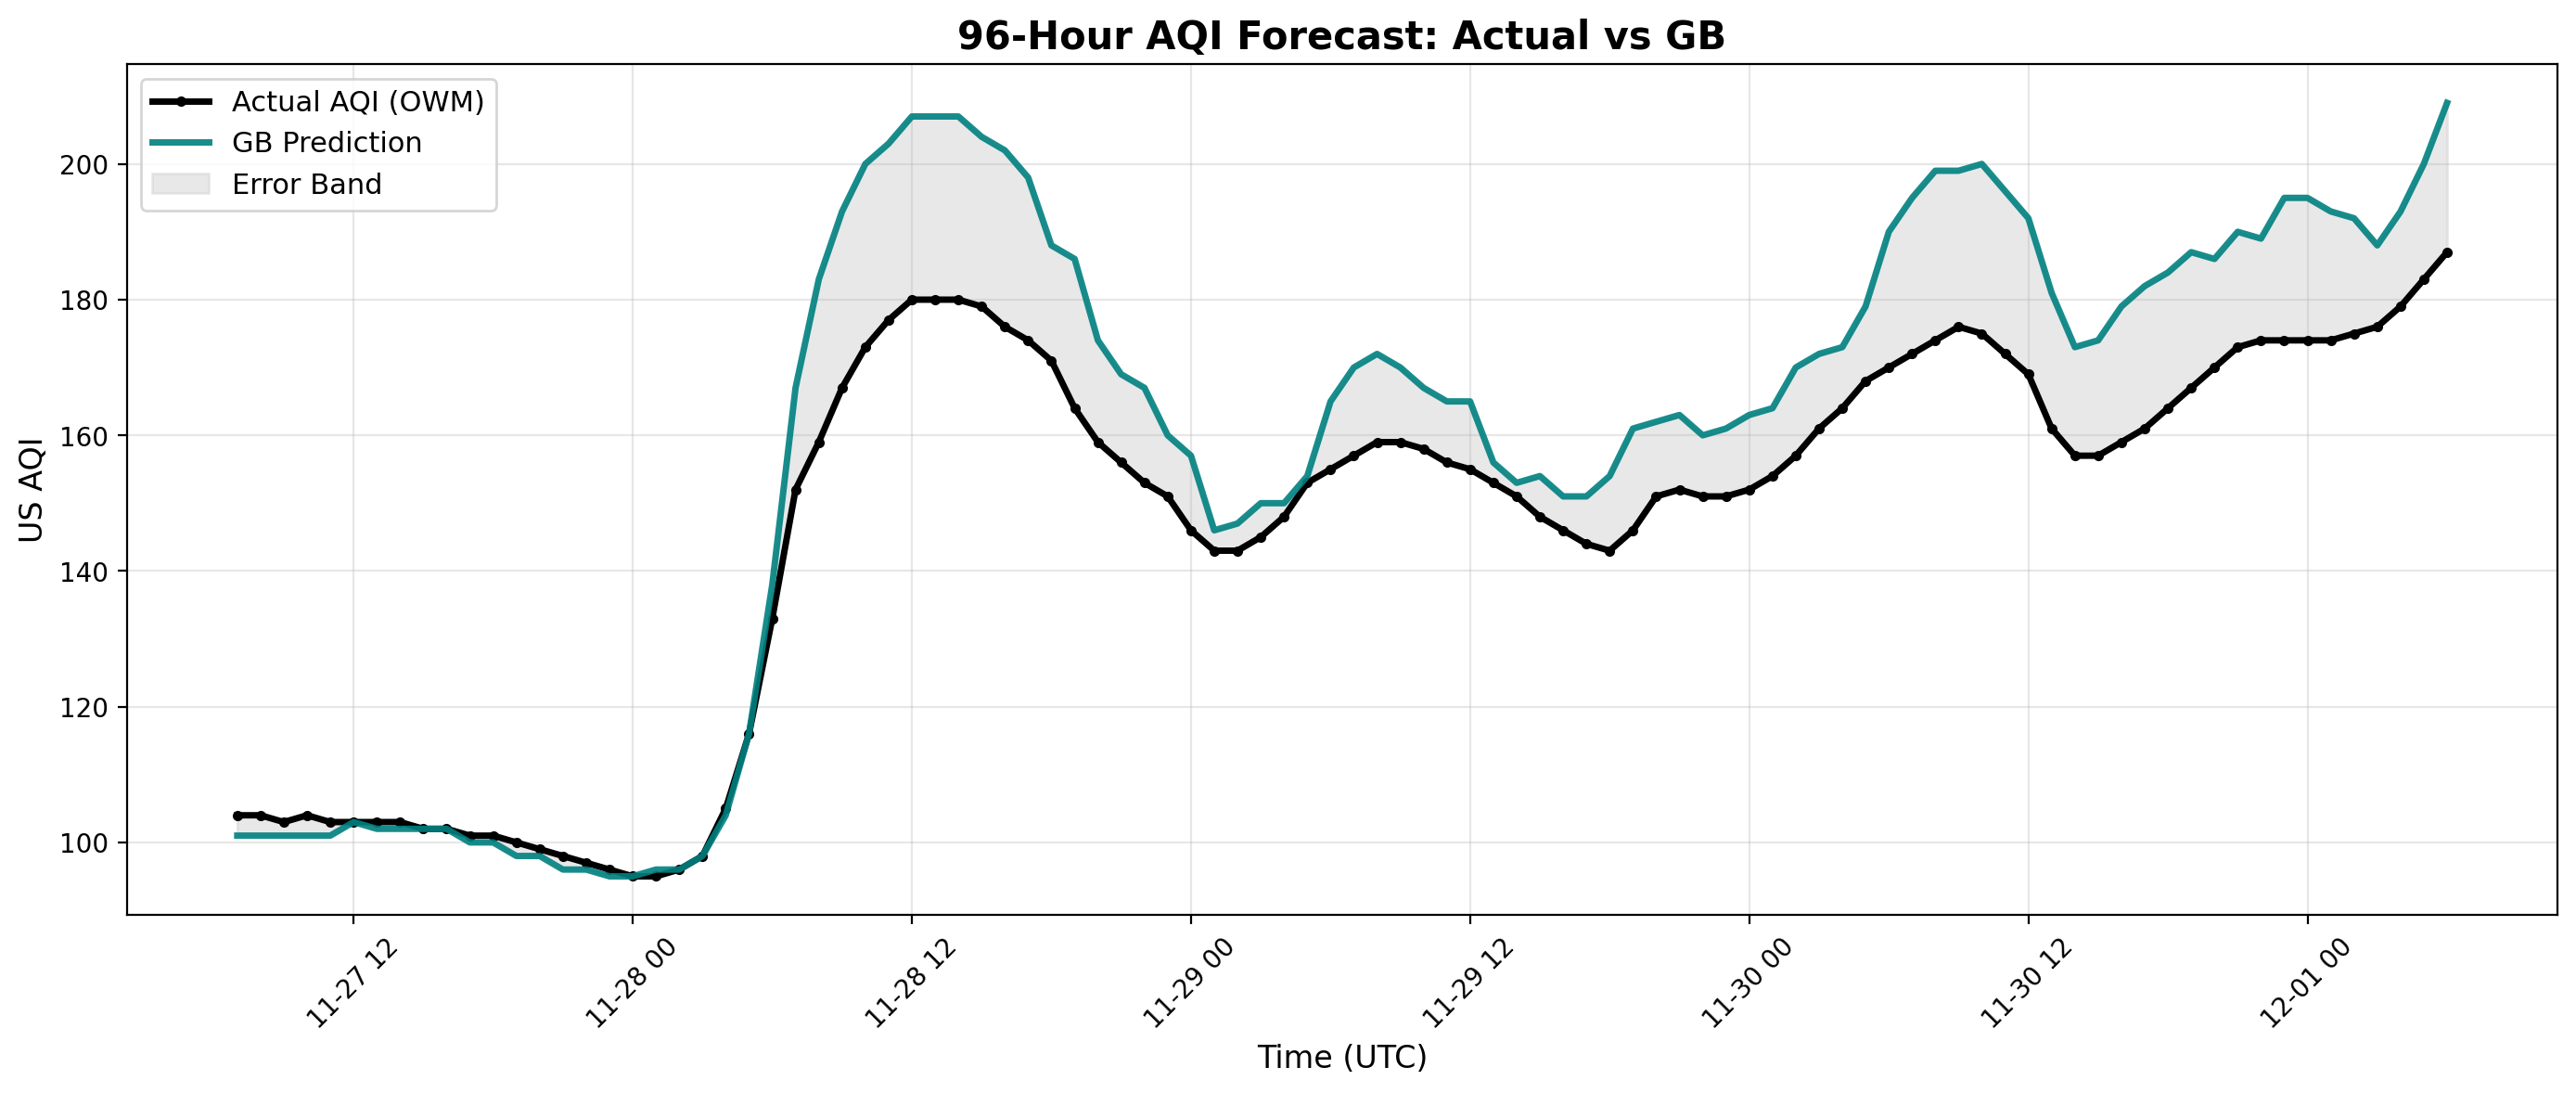 96-Hour AQI Forecast: Actual vs GB
Actual AQI (OWM)
GB Prediction
Error Band
US AQI
200
180
160
140
120
100
11-27 12
11-28 00
11-28 12
11-29 00
11-29 12
11-30 00
11-30 12
12-01 00
Time (UTC)